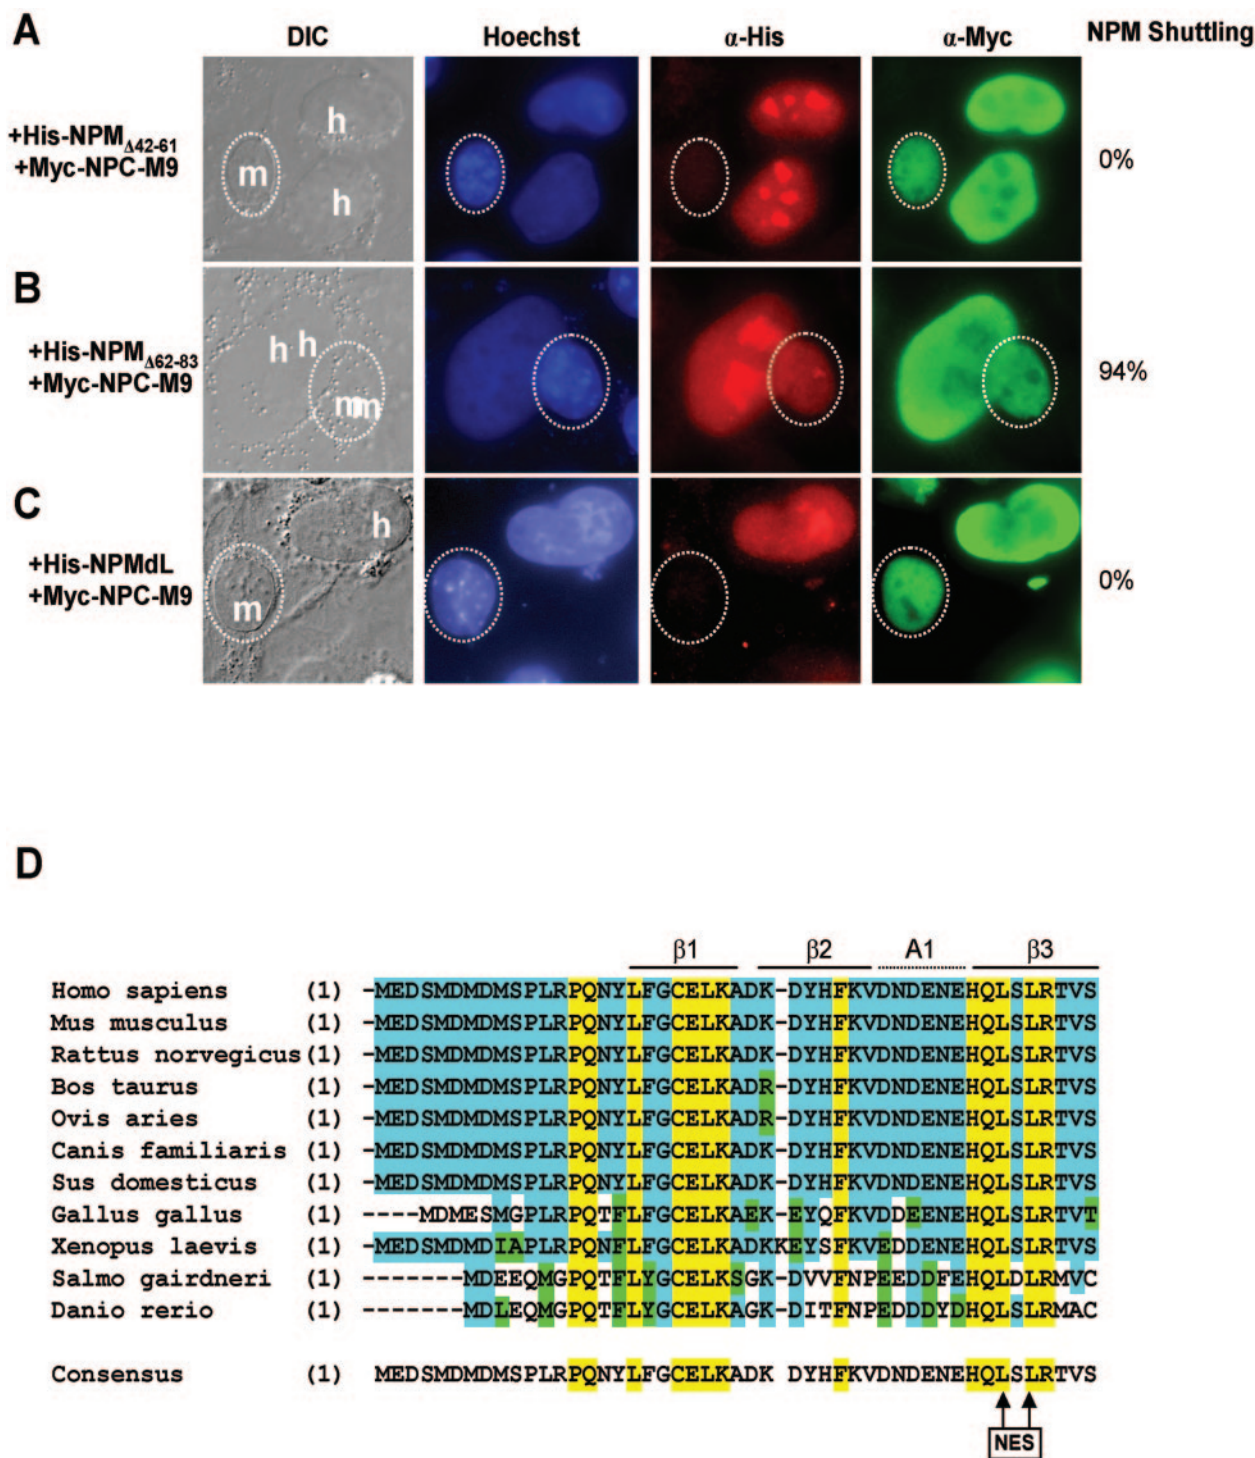 A
DIC Hoechst α-His α-Myc NPM Shuttling
+His-NPMΔ42-61
+Myc-NPC-M9
m h h
0%
B
+His-NPMΔ62-83
+Myc-NPC-M9
h h m m
94%
C
+His-NPMdL
+Myc-NPC-M9
h m
0%
D
β1 β2 A1 β3
Homo sapiens (1) -MEDSMDMDMSPLRPQNYLFGCELKADK-DYHFKVDNDENEHQLSLRTVS
Mus musculus (1) -MEDSMDMDMSPLRPQNYLFGCELKADK-DYHFKVDNDENEHQLSLRTVS
Rattus norvegicus (1) -MEDSMDMDMSPLRPQNYLFGCELKADK-DYHFKVDNDENEHQLSLRTVS
Bos taurus (1) -MEDSMDMDMSPLRPQNYLFGCELKADR-DYHFKVDNDENEHQLSLRTVS
Ovis aries (1) -MEDSMDMDMSPLRPQNYLFGCELKADR-DYHFKVDNDENEHQLSLRTVS
Canis familiaris (1) -MEDSMDMDMSPLRPQNYLFGCELKADK-DYHFKVDNDENEHQLSLRTVS
Sus domesticus (1) -MEDSMDMDMSPLRPQNYLFGCELKADK-DYHFKVDNDENEHQLSLRTVS
Gallus gallus (1) ----MDMESMGPLRPQTFLFGCELKAEK-EYQFKVDDEENEHQLSLRTVT
Xenopus laevis (1) -MEDSMDMDIAPLRPQNFLFGCELKADKKEYSFKVEDDENEHQLSLRTVS
Salmo gairdneri (1) -------MDEEQMGPQTFLYGCELKSGK-DVVFNPEEDDFEHQLDLRMVC
Danio rerio (1) -------MDLEQMGPQTFLYGCELKAGK-DITFNPEDDDYDHQLSLRMAC
Consensus (1) MEDSMDMDMSPLRPQNYLFGCELKADK DYHFKVDNDENEHQLSLRTVS
NES